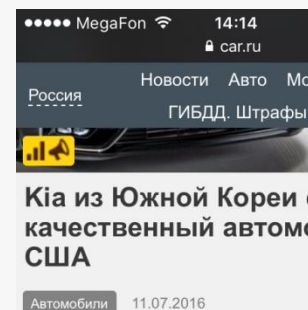 MegaFon 14:14
car.ru
Новости Авто
Россия
ГИБДД. Штрафы
Kia из Южной Кореи
качественный
США
Автомобили 11.07.2016